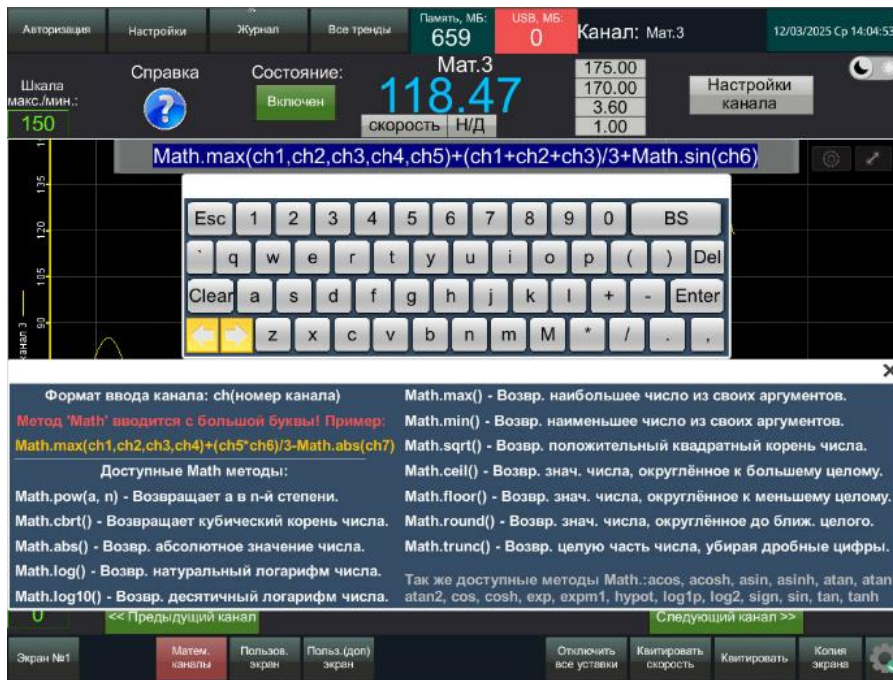 Авторизация
Настройки
Журнал
Все тренды
Память, МБ:
659
USB, МБ:
0
Канал: Мат.3
12/03/2025 Ср 14:04:53
Шкала
макс./мин.:
150
Справка
?
Состояние:
Включен
Мат.3
118.47
скорость Н/Д
175.00
170.00
3.60
1.00
Настройки
канала
Math.max(ch1,ch2,ch3,ch4,ch5)+(ch1+ch2+ch3)/3+Math.sin(ch6)
135
120
105
90
канал 3
Esc 1 2 3 4 5 6 7 8 9 0 BS
` q w e r t y u i o p ( ) Del
Clear a s d f g h j k l + - Enter
z x c v b n m M * / . ,
Формат ввода канала: ch(номер канала)
Метод 'Math' вводится с большой буквы! Пример:
Math.max(ch1,ch2,ch3,ch4)+(ch5*ch6)/3-Math.abs(ch7)
Доступные Math методы:
Math.pow(a, n) - Возвращает a в n-й степени.
Math.cbrt() - Возвращает кубический корень числа.
Math.abs() - Возвр. абсолютное значение числа.
Math.log() - Возвр. натуральный логарифм числа.
Math.log10() - Возвр. десятичный логарифм числа.
Math.max() - Возвр. наибольшее число из своих аргументов.
Math.min() - Возвр. наименьшее число из своих аргументов.
Math.sqrt() - Возвр. положительный квадратный корень числа.
Math.ceil() - Возвр. знач. числа, округлённое к большему целому.
Math.floor() - Возвр. знач. числа, округлённое к меньшему целому.
Math.round() - Возвр. знач. числа, округлённое до ближ. целого.
Math.trunc() - Возвр. целую часть числа, убирая дробные цифры.
Так же доступные методы Math.:acos, acosh, asin, asinh, atan, atan
atan2, cos, cosh, exp, expm1, hypot, log1p, log2, sign, sin, tan, tanh
0
<< Предыдущий канал
Следующий канал >>
Экран №1
Матем.
каналы
Пользов.
экран
Польз.(доп)
экран
Отключить
все уставки
Квитировать
скорость
Квитировать
Копия
экрана